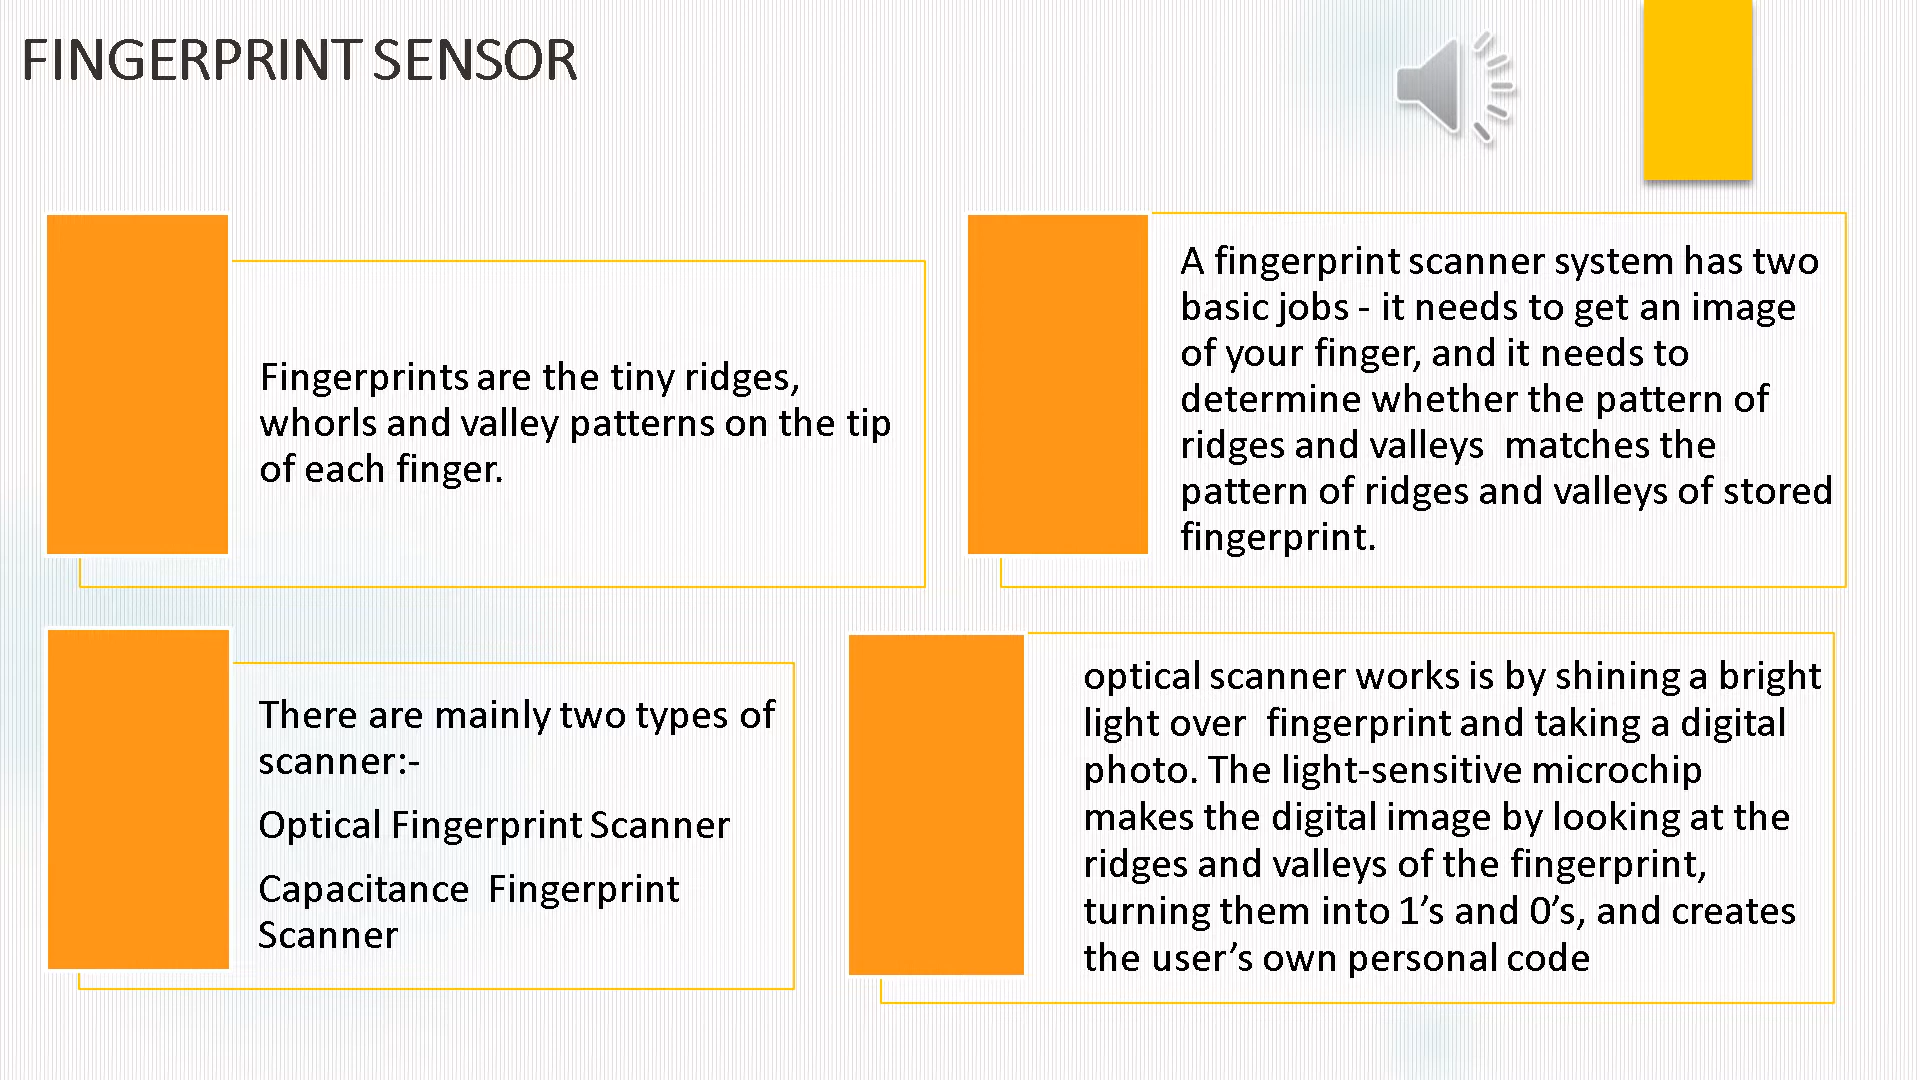 FINGERPRINT SENSOR
Fingerprints are the tiny ridges,
whorls and valley patterns on the tip
of each finger.
A fingerprint scanner system has two
basic jobs - it needs to get an image
of your finger, and it needs to
determine whether the pattern of
ridges and valleys  matches the
pattern of ridges and valleys of stored
fingerprint.
There are mainly two types of
scanner:-
Optical Fingerprint Scanner
Capacitance  Fingerprint
Scanner
optical scanner works is by shining a bright
light over  fingerprint and taking a digital
photo. The light-sensitive microchip
makes the digital image by looking at the
ridges and valleys of the fingerprint,
turning them into 1’s and 0’s, and creates
the user’s own personal code